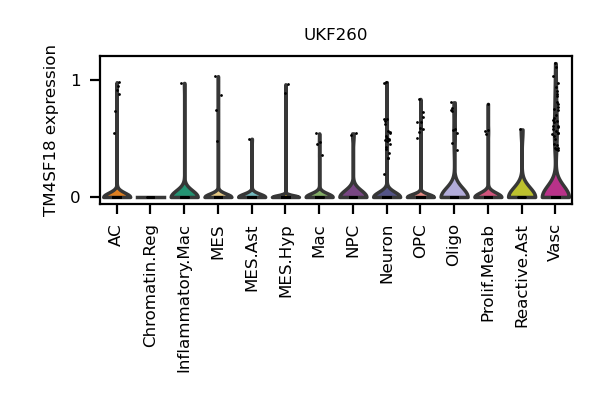 UKF260
TM4SF18 expression
1
0
AC
Chromatin.Reg
Inflammatory.Mac
MES
MES.Ast
MES.Hyp
Mac
NPC
Neuron
OPC
Oligo
Prolif.Metab
Reactive.Ast
Vasc